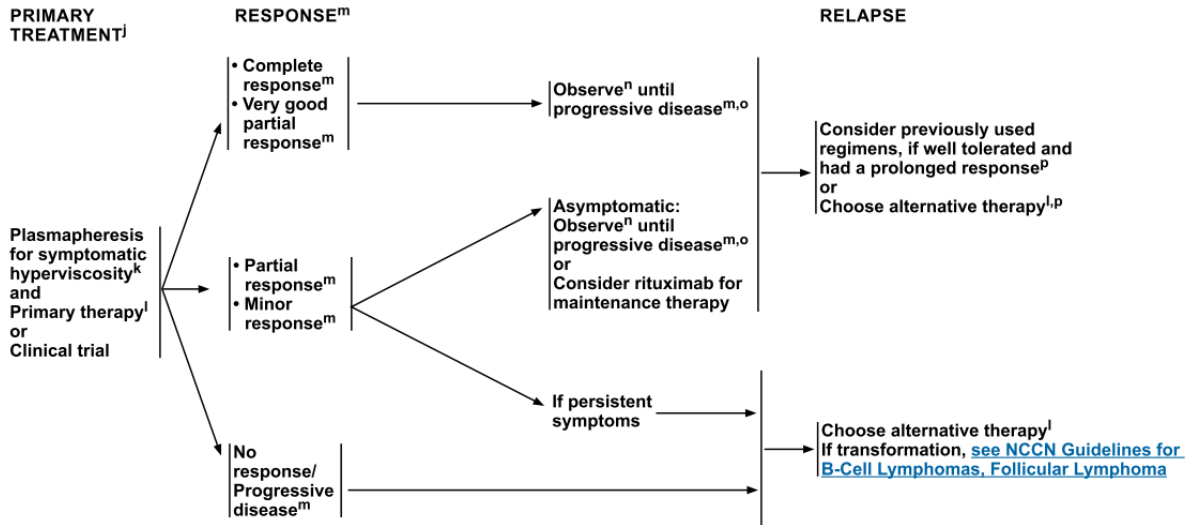 PRIMARY
TREATMENTj
RESPONSEm
RELAPSE
Plasmapheresis
for symptomatic
hyperviscosityk
and
Primary therapyl
or
Clinical trial
• Complete
responsem
• Very good
partial
responsem
• Partial
responsem
• Minor
responsem
No
response/
Progressive
diseasem
Observen until
progressive diseasem,o
Asymptomatic:
Observen until
progressive diseasem,o
or
Consider rituximab for
maintenance therapy
If persistent
symptoms
Consider previously used
regimens, if well tolerated and
had a prolonged responsep
or
Choose alternative therapyl,p
Choose alternative therapyl
If transformation, see NCCN Guidelines for
B-Cell Lymphomas, Follicular Lymphoma